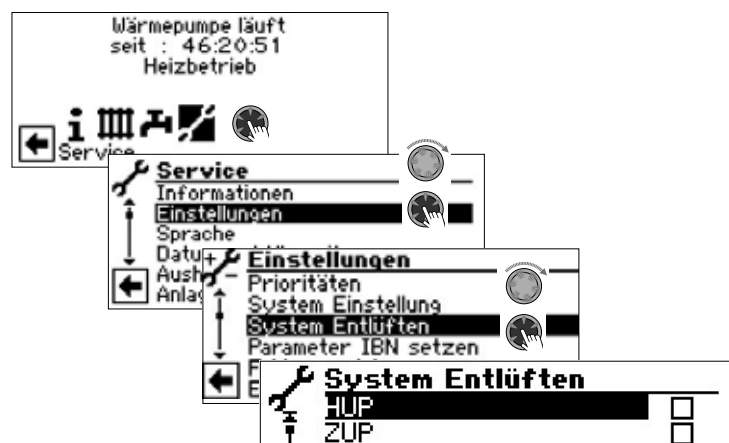 Wärmepumpe läuft
seit : 46:20:51
Heizbetrieb
Service
Service
Informationen
Einstellungen
Sprache
Einstellungen
Prioritäten
System Einstellung
System Entlüften
Parameter IBN setzen
System Entlüften
HUP
ZUP